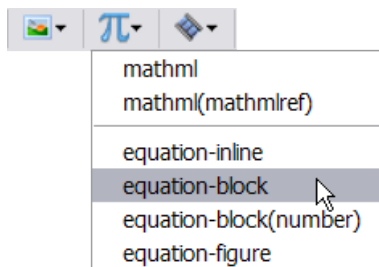 mathml
mathml(mathmlref)
equation-inline
equation-block
equation-block(number)
equation-figure